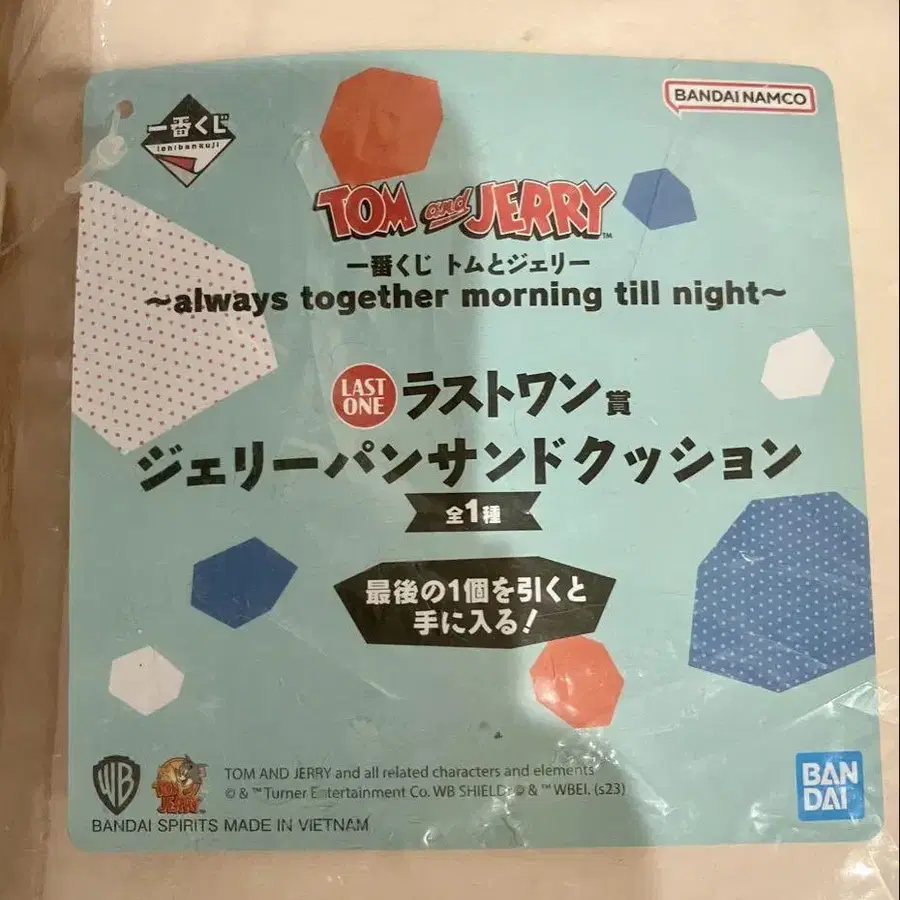 一番くじ
ichibankuji
BANDAI NAMCO
TOM and JERRY™
一番くじ トムとジェリー
~always together morning till night~
LAST ONE ラストワン賞
ジェリーパンサンドクッション
全1種
最後の1個を引くと
手に入る!
WB
TOM and JERRY
TOM AND JERRY and all related characters and elements
© & ™ Turner Entertainment Co. WB SHIELD: © & ™ WBEI. (s23)
BANDAI SPIRITS MADE IN VIETNAM
BAN
DAI